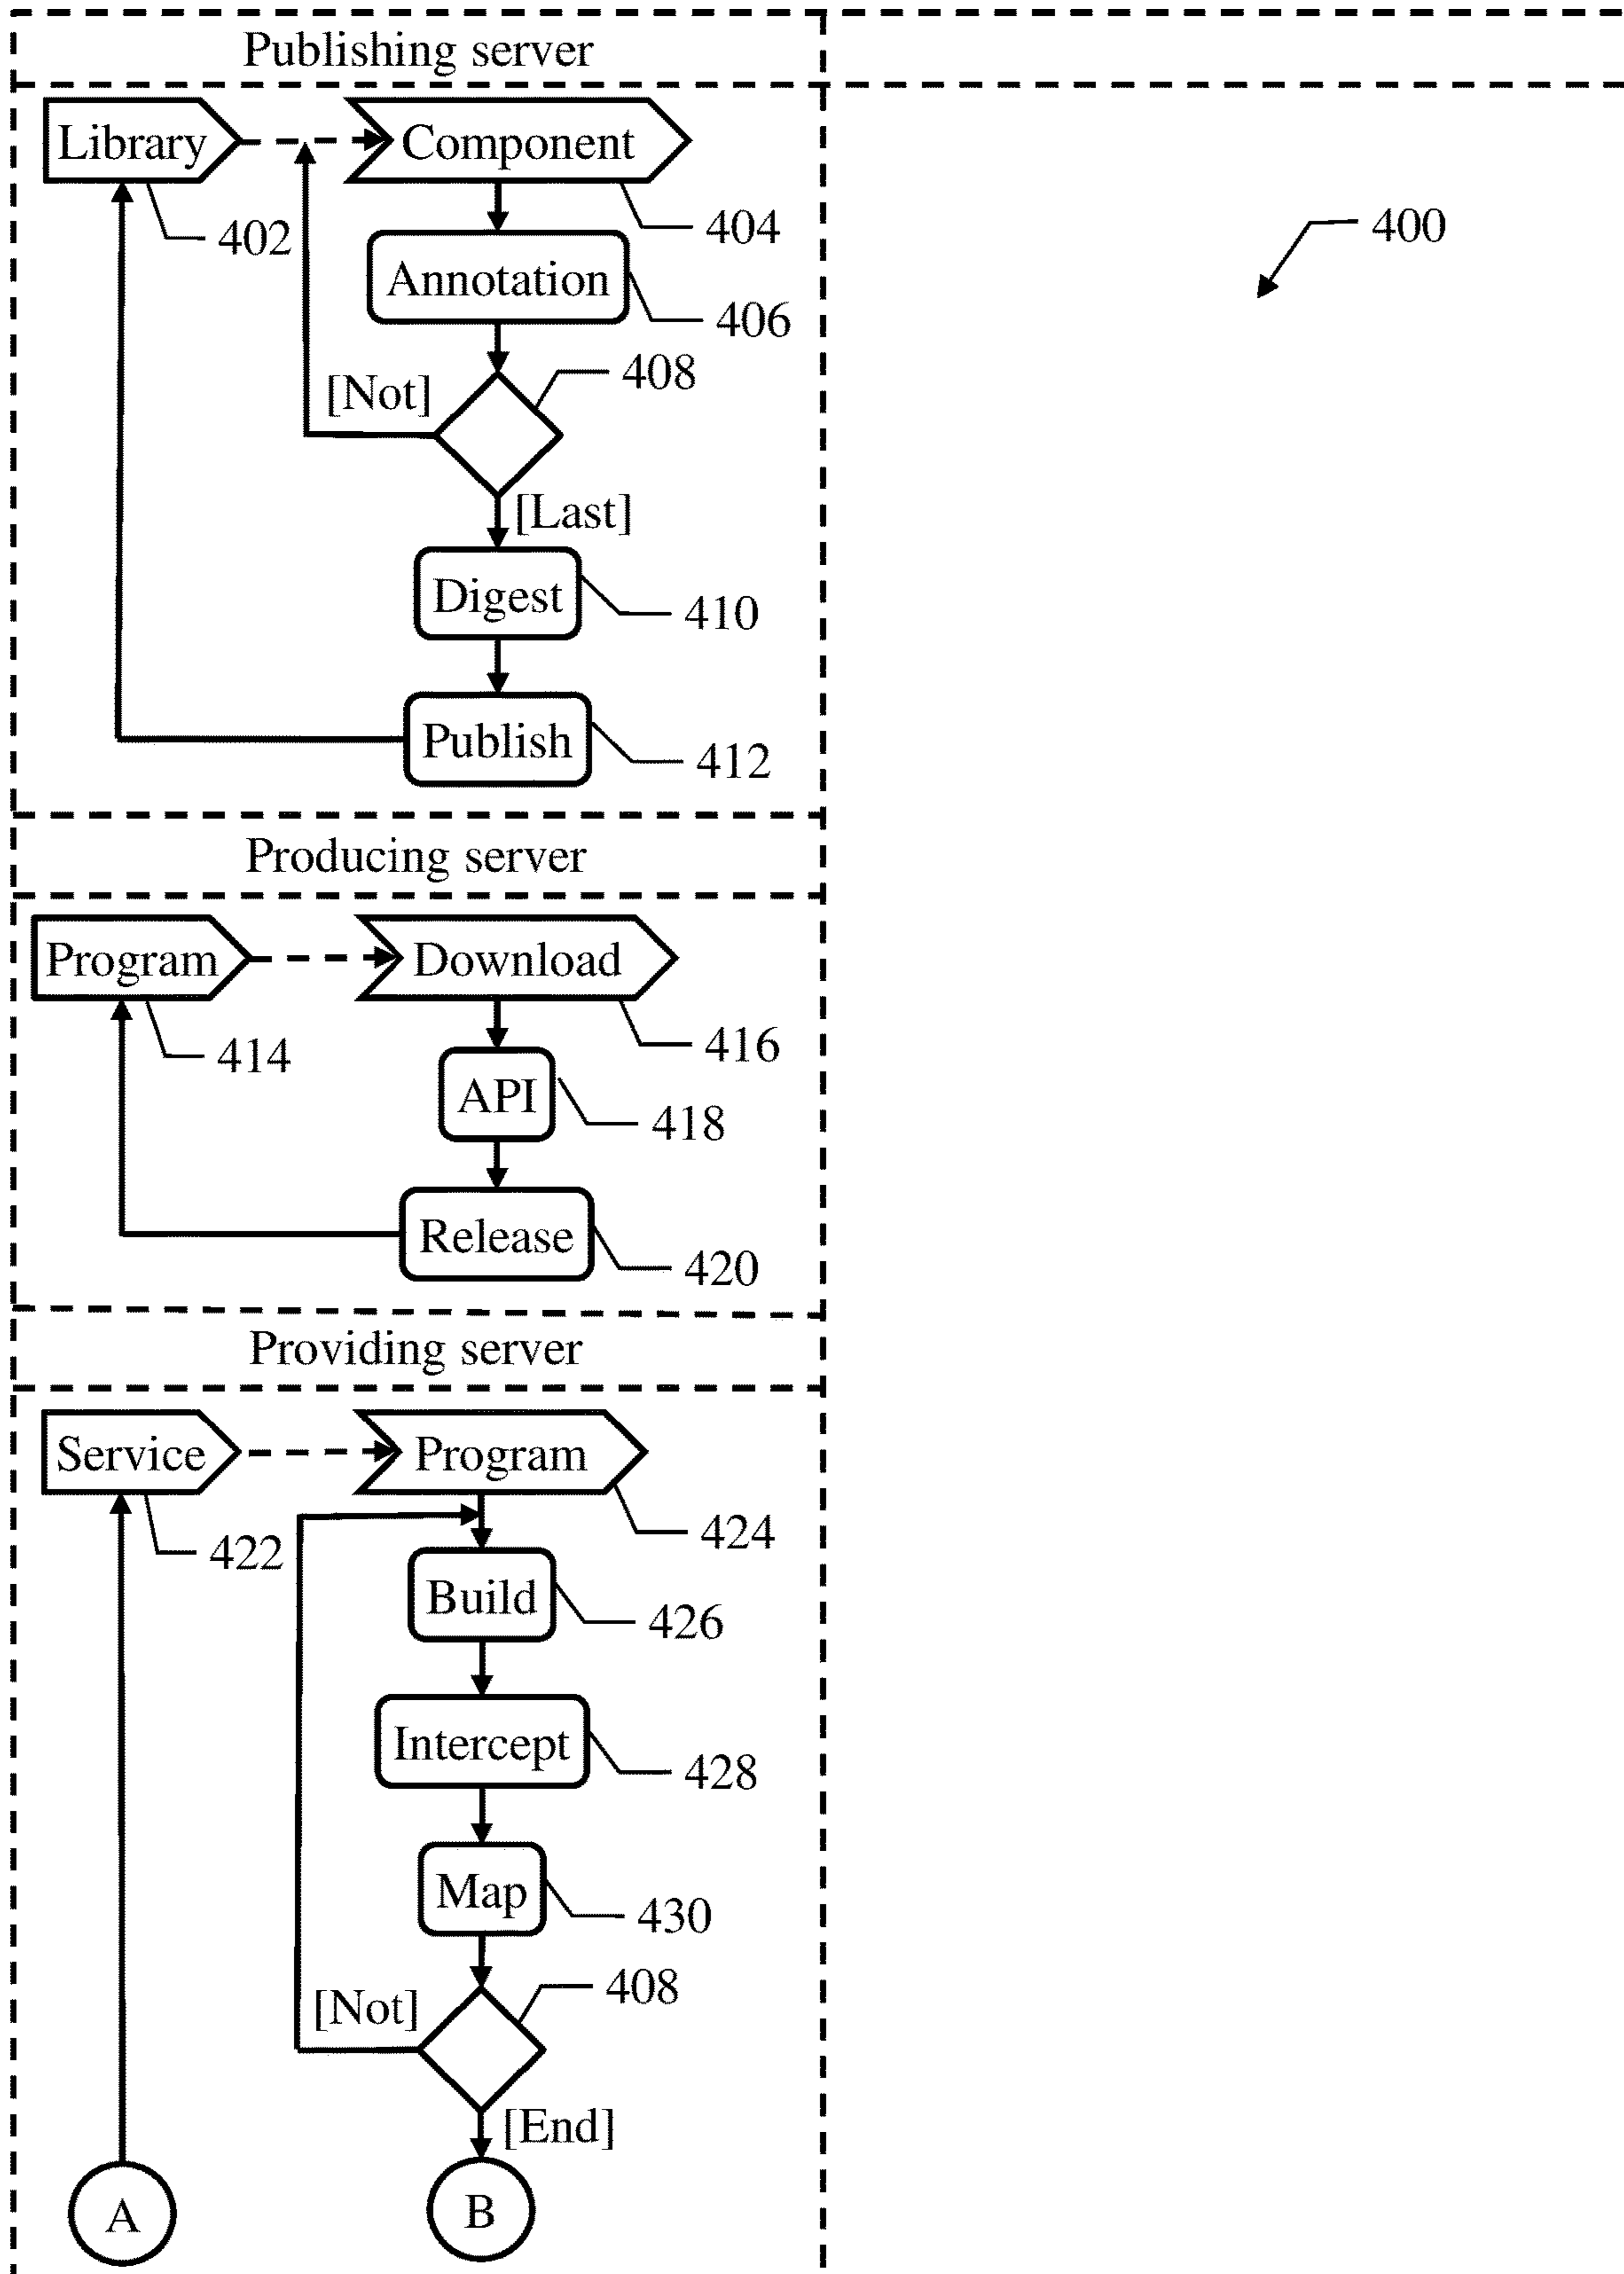 Publishing server
Library
Component
402
404
400
Annotation
406
408
[Not]
[Last]
Digest
410
Publish
412
Producing server
Program
Download
414
416
API
418
Release
420
Providing server
Service
Program
422
424
Build
426
Intercept
428
Map
430
408
[Not]
[End]
A
B